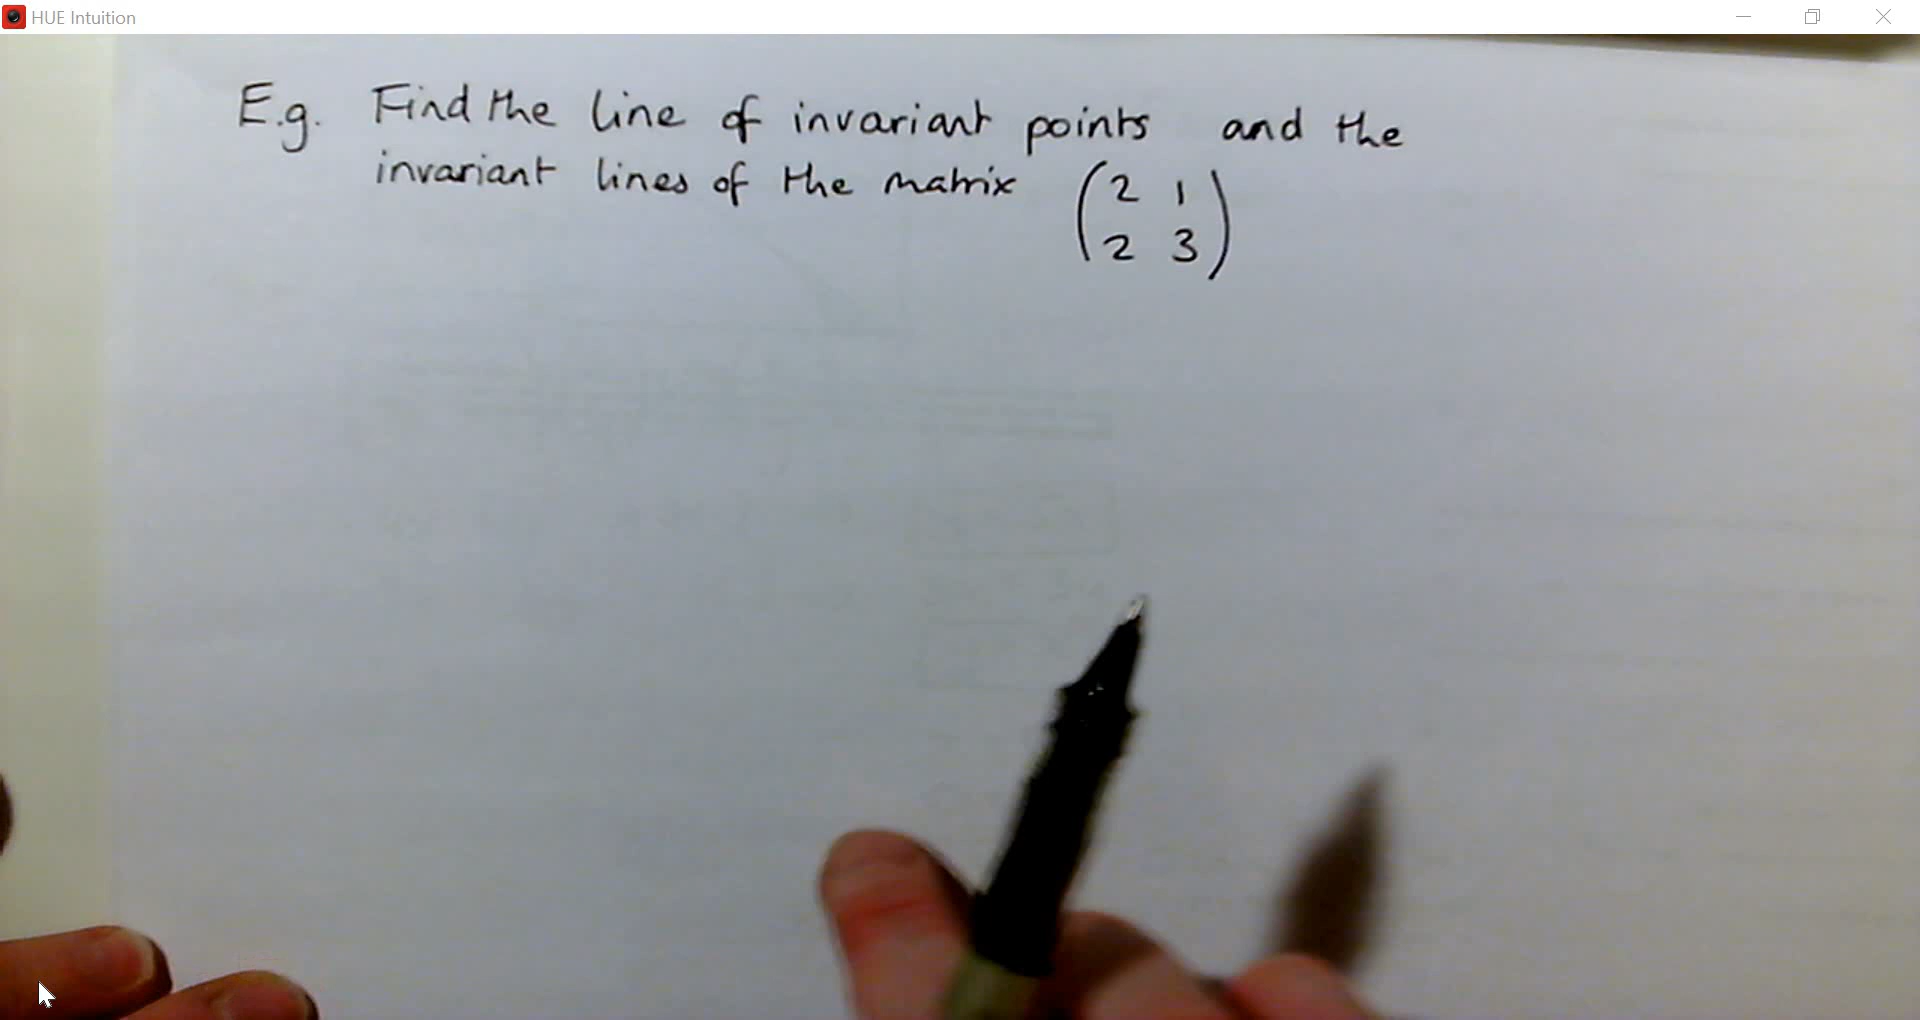 HUE Intuition
E.g. Find the line of invariant points and the
invariant lines of the matrix (2 1
2 3)